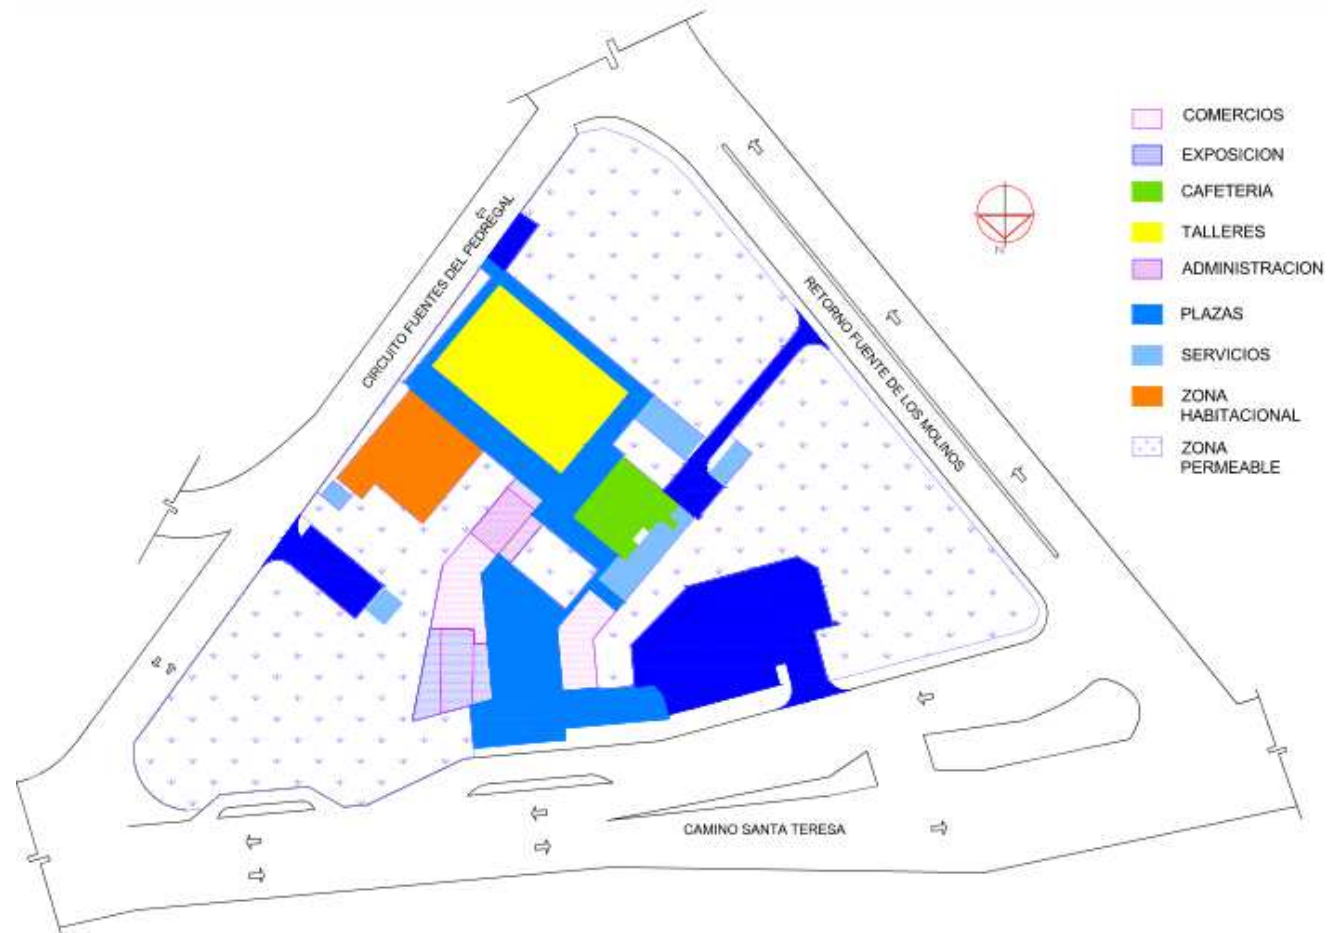 COMERCIOS
EXPOSICION
CAFETERIA
TALLERES
ADMINISTRACION
PLAZAS
SERVICIOS
ZONA
HABITACIONAL
ZONA
PERMEABLE
N
CIRCUITO FUENTES DEL PEDREGAL
RETORNO FUENTE DE LOS MOLINOS
CAMINO SANTA TERESA